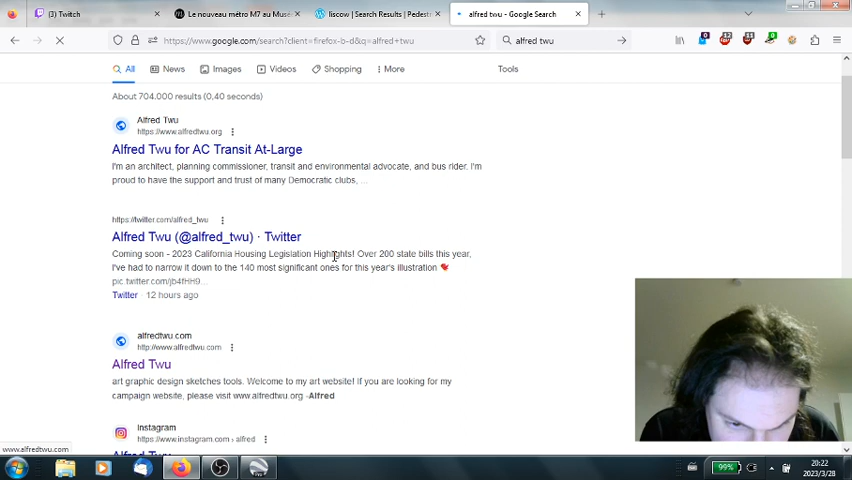 (3) Twitch
Le nouveau métro M7 au Musé
liscow | Search Results | Pedestr
alfred twu - Google Search
https://www.google.com/search?client=firefox-b-d&q=alfred+twu
alfred twu
All
News
Images
Videos
Shopping
More
Tools
About 704.000 results (0,40 seconds)
Alfred Twu
https://www.alfredtwu.org
Alfred Twu for AC Transit At-Large
I'm an architect, planning commissioner, transit and environmental advocate, and bus rider. I'm
proud to have the support and trust of many Democratic clubs, ...
https://twitter.com/alfred_twu
Alfred Twu (@alfred_twu) · Twitter
Coming soon - 2023 California Housing Legislation Highlights! Over 200 state bills this year,
I've had to narrow it down to the 140 most significant ones for this year's illustration
pic.twitter.com/jb4fHH9...
Twitter · 12 hours ago
alfredtwu.com
http://www.alfredtwu.com
Alfred Twu
art graphic design sketches tools. Welcome to my art website! If you are looking for my
campaign website, please visit www.alfredtwu.org -Alfred
Instagram
https://www.instagram.com › alfred
Alfred Twu
www.alfredtwu.com
99%
20:22
2023/3/28